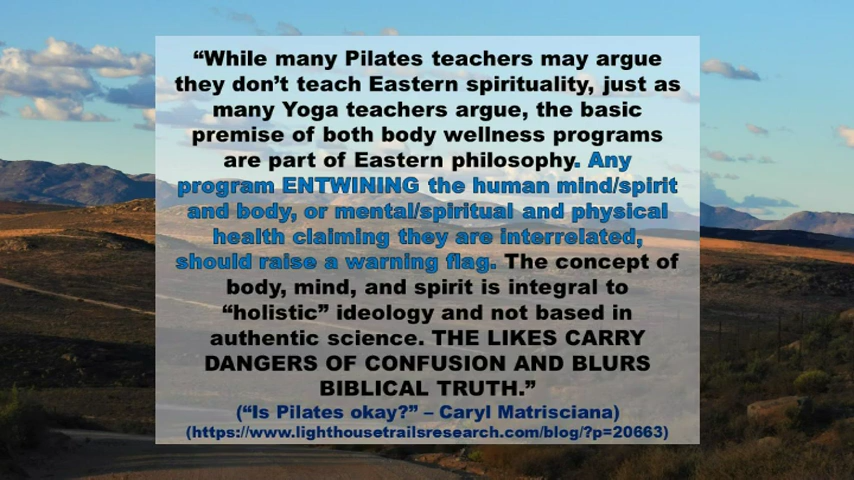 “While many Pilates teachers may argue
they don’t teach Eastern spirituality, just as
many Yoga teachers argue, the basic
premise of both body wellness programs
are part of Eastern philosophy. Any
program ENTWINING the human mind/spirit
and body, or mental/spiritual and physical
health claiming they are interrelated,
should raise a warning flag. The concept of
body, mind, and spirit is integral to
“holistic” ideology and not based in
authentic science. THE LIKES CARRY
DANGERS OF CONFUSION AND BLURS
BIBLICAL TRUTH.”
(“Is Pilates okay?” – Caryl Matrisciana)
(https://www.lighthousetrailsresearch.com/blog/?p=20663)